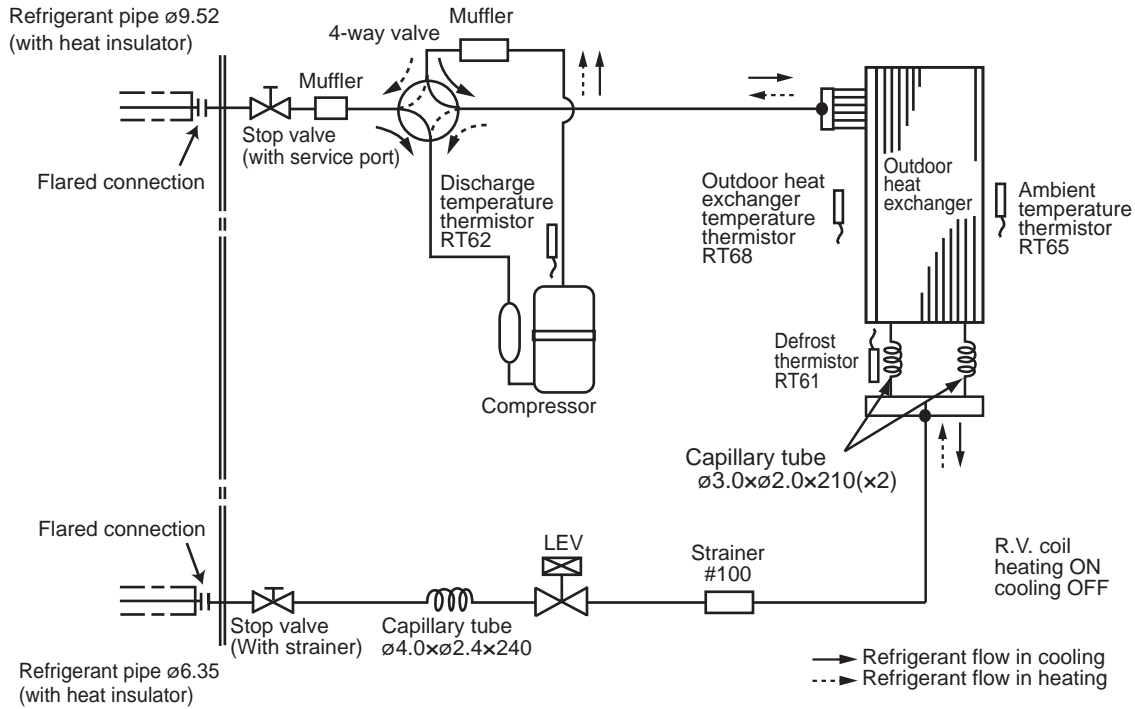 Refrigerant pipe ø9.52
(with heat insulator)
Muffler
4-way valve
Muffler
Stop valve
(with service port)
Flared connection
Discharge
temperature
thermistor
RT62
Outdoor heat
exchanger
temperature
thermistor
RT68
Outdoor
heat
exchanger
Ambient
temperature
thermistor
RT65
Defrost
thermistor
RT61
Compressor
Capillary tube
ø3.0×ø2.0×210(×2)
Flared connection
LEV
Strainer
#100
R.V. coil
heating ON
cooling OFF
Stop valve
(With strainer)
Capillary tube
ø4.0×ø2.4×240
Refrigerant pipe ø6.35
(with heat insulator)
Refrigerant flow in cooling
Refrigerant flow in heating